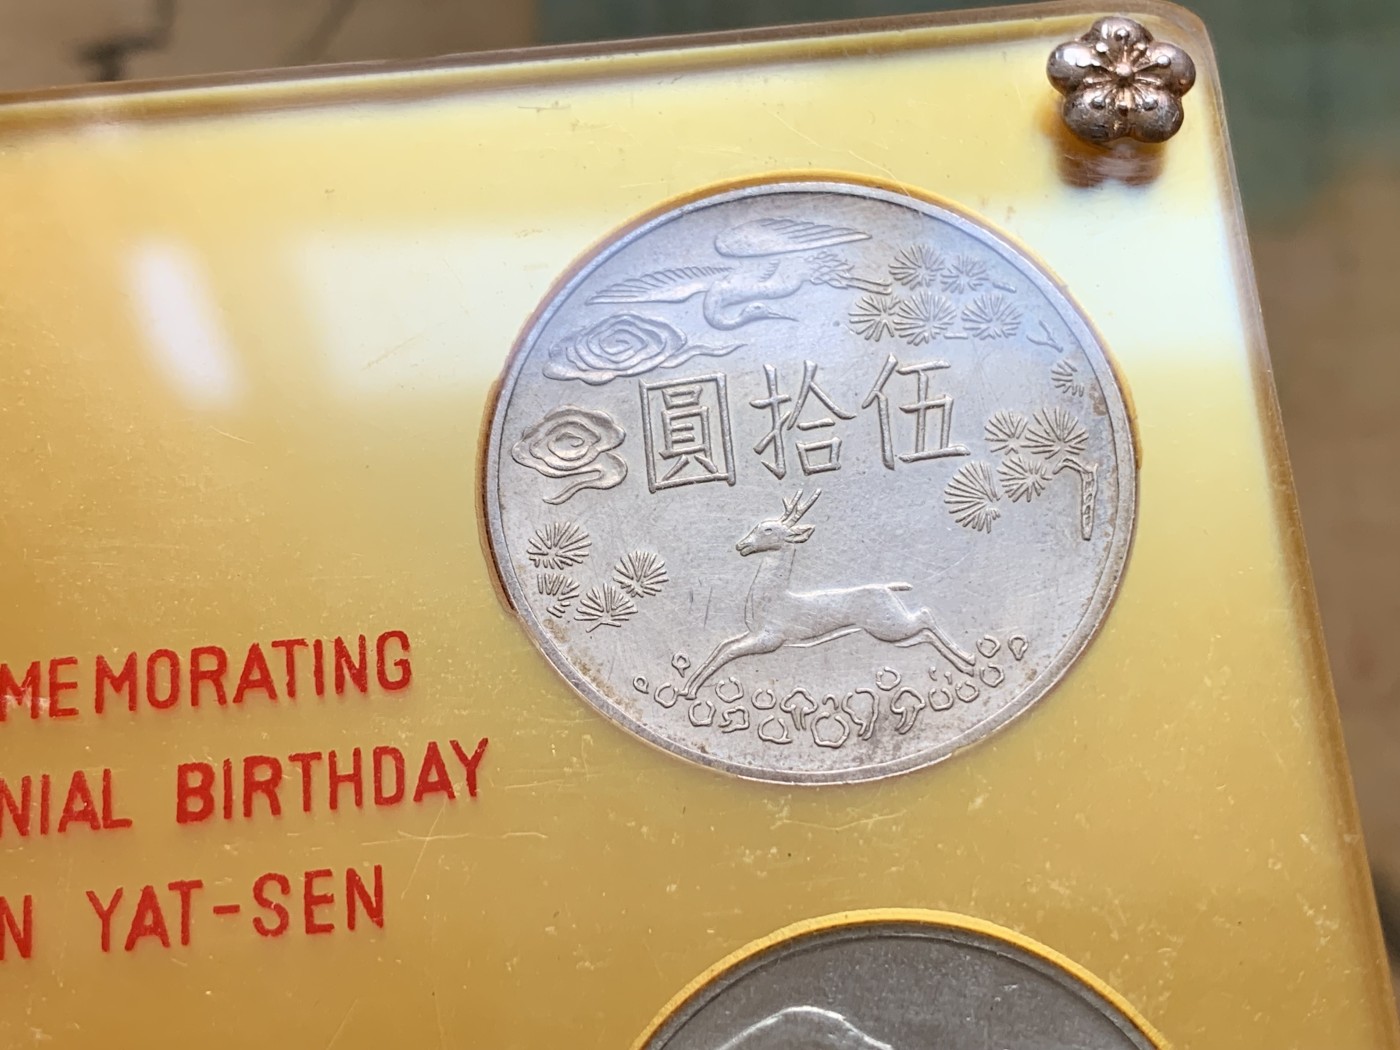 圓拾伍
MEMORATING
NIAL BIRTHDAY
N YAT-SEN